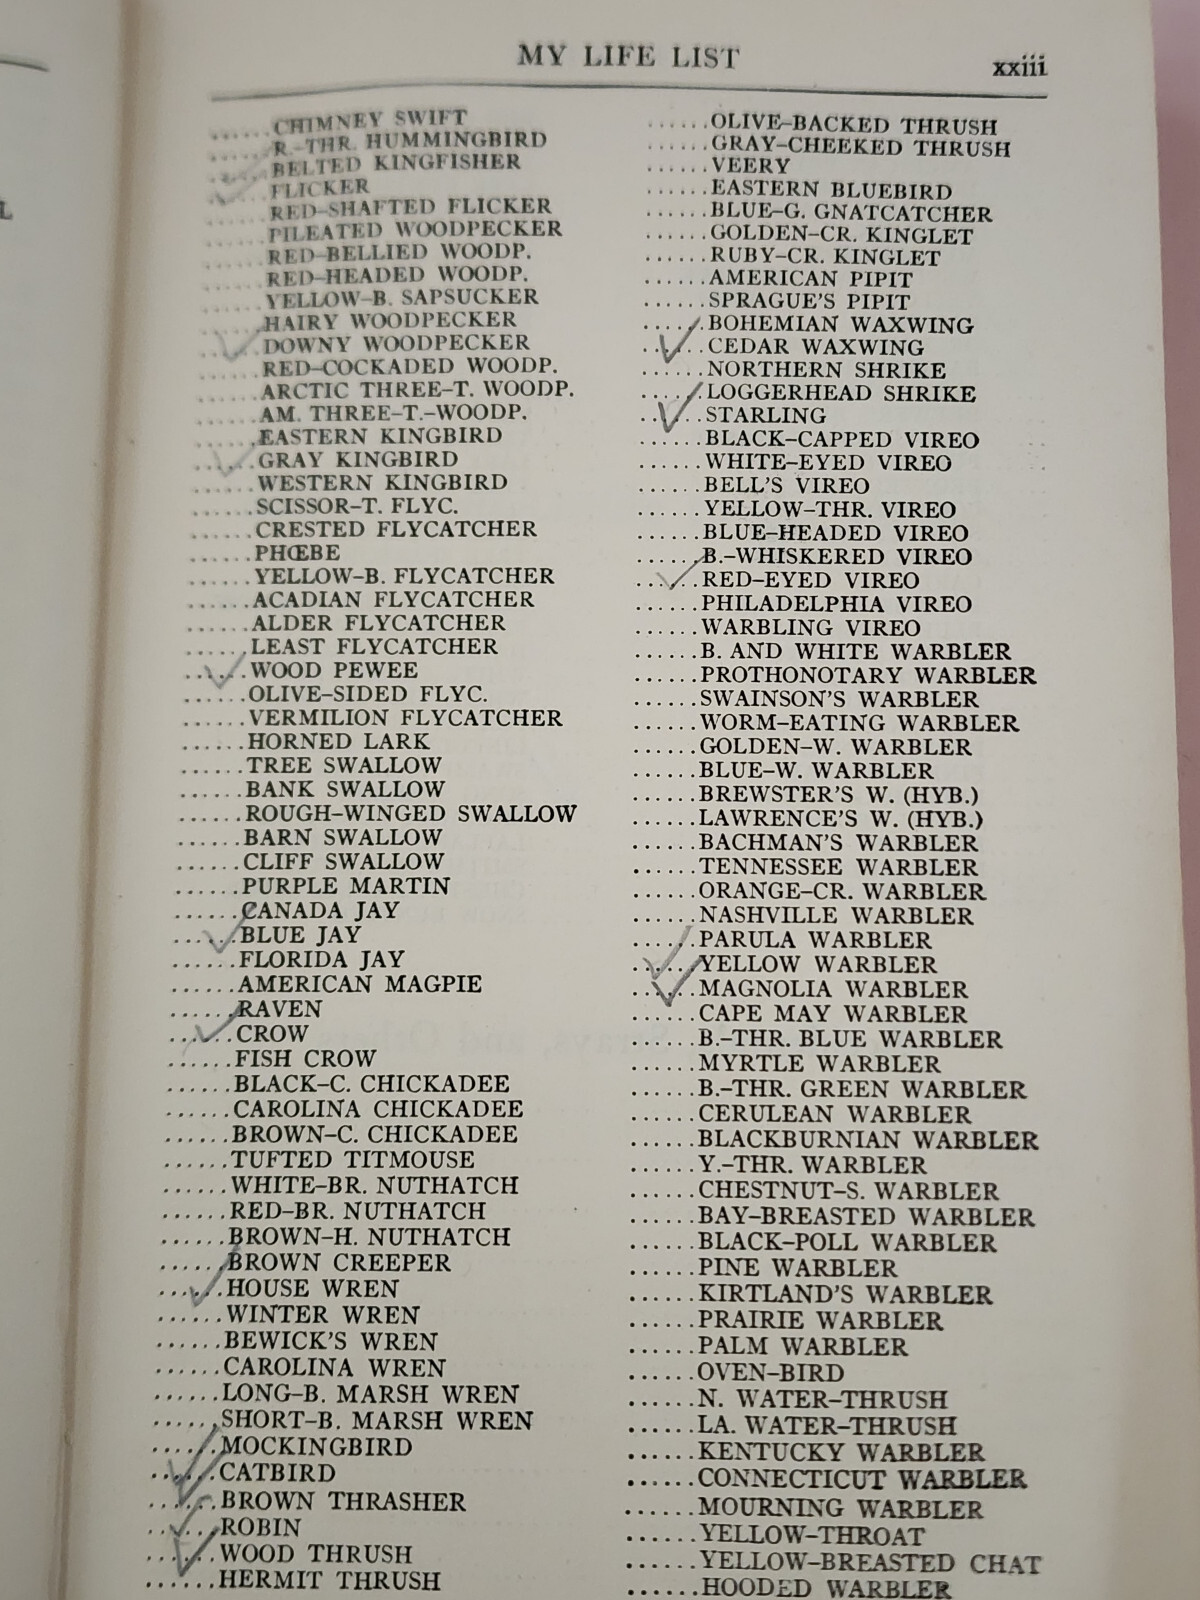 MY LIFE LIST
xxiii
L
......CHIMNEY SWIFT
......R.-THR. HUMMINGBIRD
......BELTED KINGFISHER
......FLICKER
......RED-SHAFTED FLICKER
......PILEATED WOODPECKER
......RED-BELLIED WOODP.
......RED-HEADED WOODP.
......YELLOW-B. SAPSUCKER
......HAIRY WOODPECKER
......DOWNY WOODPECKER
......RED-COCKADED WOODP.
......ARCTIC THREE-T. WOODP.
......AM. THREE-T.-WOODP.
......EASTERN KINGBIRD
......GRAY KINGBIRD
......WESTERN KINGBIRD
......SCISSOR-T. FLYC.
......CRESTED FLYCATCHER
......PHŒBE
......YELLOW-B. FLYCATCHER
......ACADIAN FLYCATCHER
......ALDER FLYCATCHER
......LEAST FLYCATCHER
......WOOD PEWEE
......OLIVE-SIDED FLYC.
......VERMILION FLYCATCHER
......HORNED LARK
......TREE SWALLOW
......BANK SWALLOW
......ROUGH-WINGED SWALLOW
......BARN SWALLOW
......CLIFF SWALLOW
......PURPLE MARTIN
......CANADA JAY
......BLUE JAY
......FLORIDA JAY
......AMERICAN MAGPIE
......RAVEN
......CROW
......FISH CROW
......BLACK-C. CHICKADEE
......CAROLINA CHICKADEE
......BROWN-C. CHICKADEE
......TUFTED TITMOUSE
......WHITE-BR. NUTHATCH
......RED-BR. NUTHATCH
......BROWN-H. NUTHATCH
......BROWN CREEPER
......HOUSE WREN
......WINTER WREN
......BEWICK'S WREN
......CAROLINA WREN
......LONG-B. MARSH WREN
......SHORT-B. MARSH WREN
......MOCKINGBIRD
......CATBIRD
......BROWN THRASHER
......ROBIN
......WOOD THRUSH
......HERMIT THRUSH
......OLIVE-BACKED THRUSH
......GRAY-CHEEKED THRUSH
......VEERY
......EASTERN BLUEBIRD
......BLUE-G. GNATCATCHER
......GOLDEN-CR. KINGLET
......RUBY-CR. KINGLET
......AMERICAN PIPIT
......SPRAGUE'S PIPIT
......BOHEMIAN WAXWING
......CEDAR WAXWING
......NORTHERN SHRIKE
......LOGGERHEAD SHRIKE
......STARLING
......BLACK-CAPPED VIREO
......WHITE-EYED VIREO
......BELL'S VIREO
......YELLOW-THR. VIREO
......BLUE-HEADED VIREO
......B.-WHISKERED VIREO
......RED-EYED VIREO
......PHILADELPHIA VIREO
......WARBLING VIREO
......B. AND WHITE WARBLER
......PROTHONOTARY WARBLER
......SWAINSON'S WARBLER
......WORM-EATING WARBLER
......GOLDEN-W. WARBLER
......BLUE-W. WARBLER
......BREWSTER'S W. (HYB.)
......LAWRENCE'S W. (HYB.)
......BACHMAN'S WARBLER
......TENNESSEE WARBLER
......ORANGE-CR. WARBLER
......NASHVILLE WARBLER
......PARULA WARBLER
......YELLOW WARBLER
......MAGNOLIA WARBLER
......CAPE MAY WARBLER
......B.-THR. BLUE WARBLER
......MYRTLE WARBLER
......B.-THR. GREEN WARBLER
......CERULEAN WARBLER
......BLACKBURNIAN WARBLER
......Y.-THR. WARBLER
......CHESTNUT-S. WARBLER
......BAY-BREASTED WARBLER
......BLACK-POLL WARBLER
......PINE WARBLER
......KIRTLAND'S WARBLER
......PRAIRIE WARBLER
......PALM WARBLER
......OVEN-BIRD
......N. WATER-THRUSH
......LA. WATER-THRUSH
......KENTUCKY WARBLER
......CONNECTICUT WARBLER
......MOURNING WARBLER
......YELLOW-THROAT
......YELLOW-BREASTED CHAT
......HOODED WARBLER